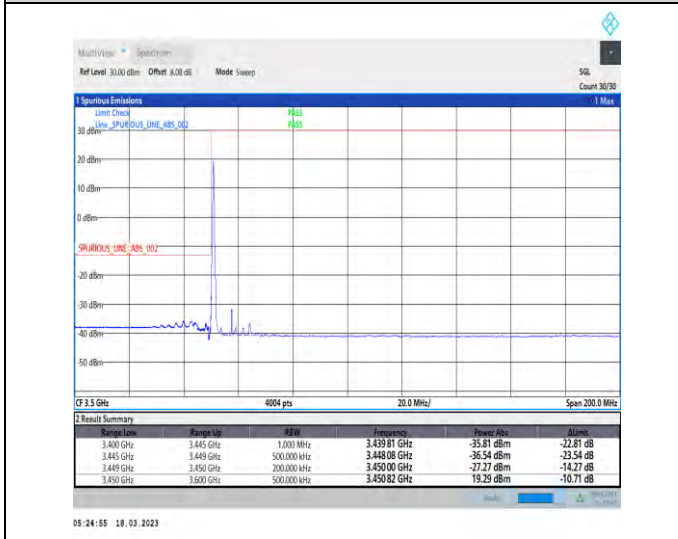 MultiView Spectrum
Ref Level 30.00 dBm Offset 8.08 dB Mode Sweep SGL
Count 30/30
1 Spurious Emissions 1 Max
Limit Check PASS
Line _SPURIOUS_LINE_ABS_002 PASS
30 dBm
20 dBm
10 dBm
0 dBm
SPURIOUS_LINE_ABS_002
-20 dBm
-30 dBm
-40 dBm
-50 dBm
CF 3.5 GHz 4004 pts 20.0 MHz/ Span 200.0 MHz
2 Result Summary
Range Low Range Up RBW Frequency Power Abs ΔLimit
3.400 GHz 3.445 GHz 1.000 MHz 3.439 81 GHz -35.81 dBm -22.81 dB
3.445 GHz 3.449 GHz 500.000 kHz 3.448 08 GHz -36.54 dBm -23.54 dB
3.449 GHz 3.450 GHz 200.000 kHz 3.450 00 GHz -27.27 dBm -14.27 dB
3.450 GHz 3.600 GHz 500.000 kHz 3.450 82 GHz 19.29 dBm -10.71 dB
05:24:55 18.03.2023